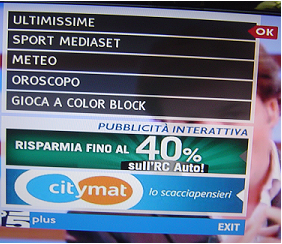 ULTIMISSIME
OK
SPORT MEDIASET
METEO
OROSCOPO
GIOCA A COLOR BLOCK
PUBBLICITÀ INTERATTIVA
RISPARMIA FINO AL 40%
sull'RC Auto!
citymat lo scacciapensieri
5 plus EXIT